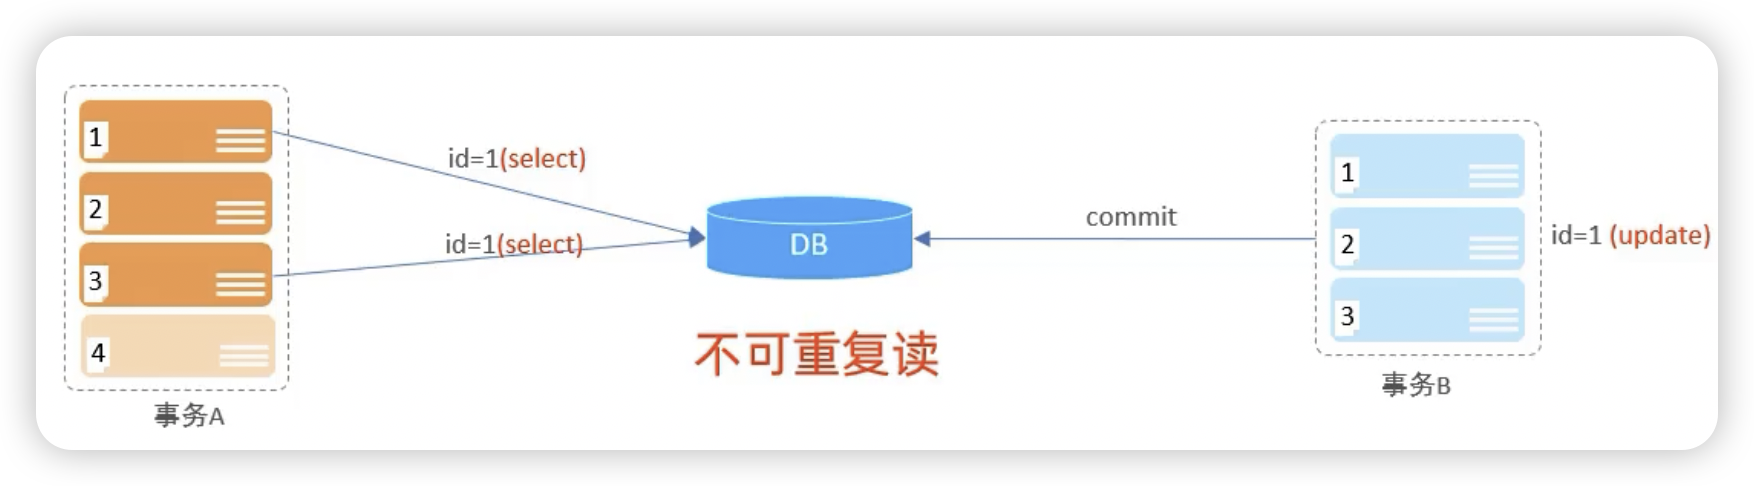 1
2
3
4
事务A
id=1(select)
id=1(select)
DB
不可重复读
commit
1
2
3
id=1 (update)
事务B